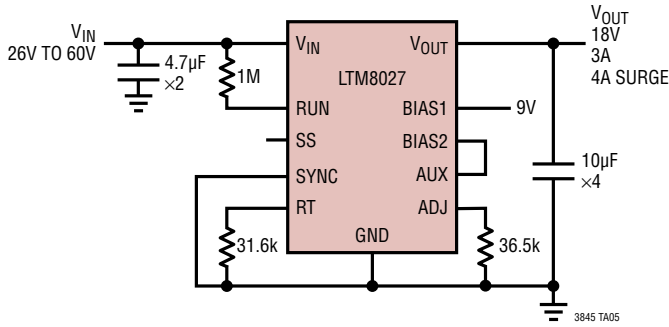 VIN
26V TO 60V
4.7µF
×2
1M
VIN
RUN
SS
SYNC
RT
LTM8027
GND
VOUT
BIAS1
BIAS2
AUX
ADJ
31.6k
36.5k
9V
VOUT
18V
3A
4A SURGE
10µF
×4
3845 TA05